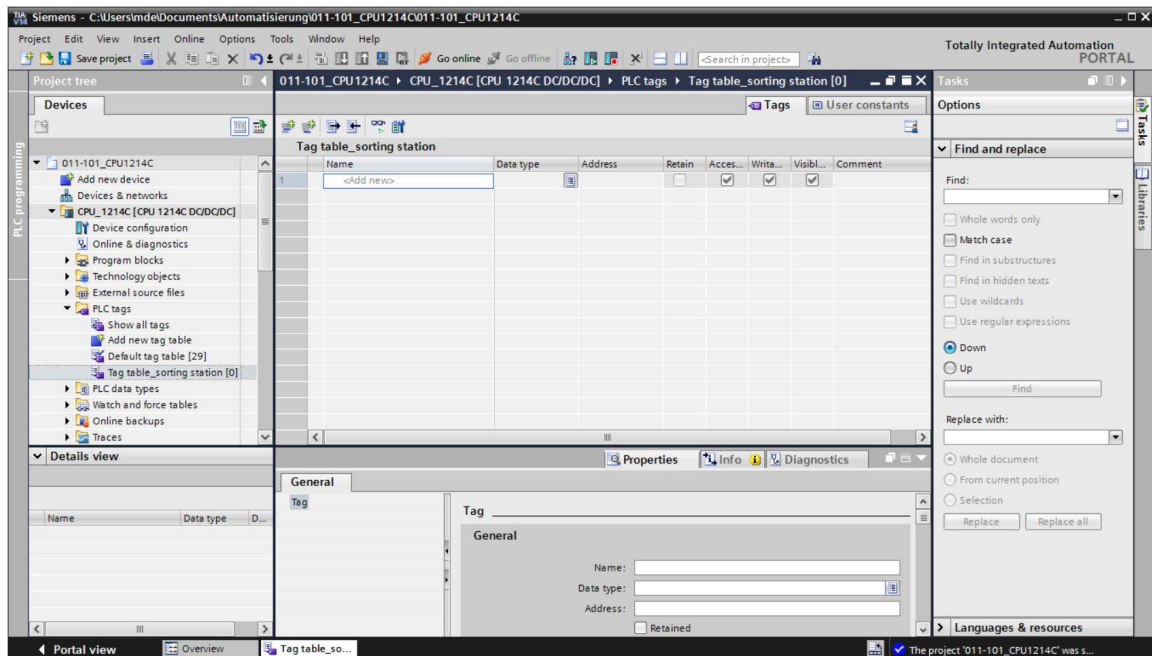 TIA V14 Siemens - C:\Users\mde\Documents\Automatisierung\011-101_CPU1214C\011-101_CPU1214C
Project Edit View Insert Online Options Tools Window Help
Totally Integrated Automation
PORTAL
Save project Go online Go offline <Search in project>
Project tree
011-101_CPU1214C CPU_1214C [CPU 1214C DC/DC/DC] PLC tags Tag table_sorting station [0]
Tasks
Devices
Tags User constants
Options
Tag table_sorting station
Find and replace
Name Data type Address Retain Acces... Writa... Visibl... Comment
1 <Add new>
011-101_CPU1214C
Add new device
Devices & networks
CPU_1214C [CPU 1214C DC/DC/DC]
Device configuration
Online & diagnostics
Program blocks
Technology objects
External source files
PLC tags
Show all tags
Add new tag table
Default tag table [29]
Tag table_sorting station [0]
PLC data types
Watch and force tables
Online backups
Traces
Find:
Whole words only
Match case
Find in substructures
Find in hidden texts
Use wildcards
Use regular expressions
Down
Up
Find
Replace with:
Whole document
From current position
Selection
Replace Replace all
Languages & resources
PLC programming
Tasks
Libraries
Details view
Name Data type D...
Properties Info Diagnostics
General
Tag
Tag
General
Name:
Data type:
Address:
Retained
Portal view Overview Tag table_so... The project '011-101_CPU1214C' was s...